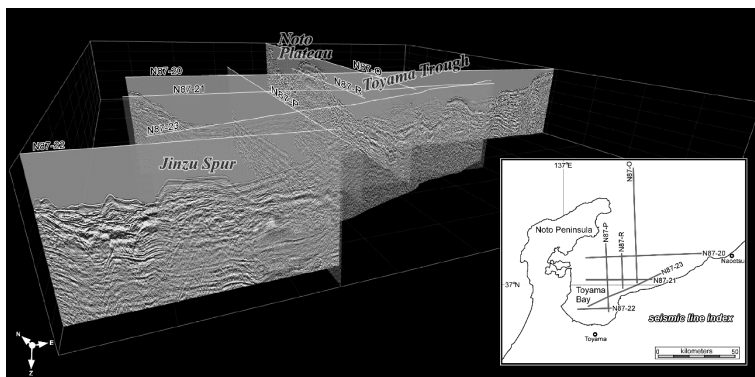 Noto
Plateau
N87-O
Toyama Trough
N87-20
N87-R
N87-21
N87-P
N87-23
N87-22
Jinzu Spur
137°E
N87-O
Noto Peninsula
N87-P
N87-R
N87-20
Naoetsu
N87-23
37°N
Toyama
Bay
N87-21
N87-22
seismic line index
Toyama
kilometers
0 50
N
E
Z